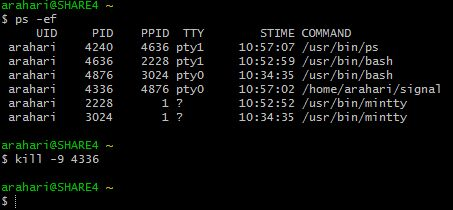 arahari@SHARE4 ~
$ ps -ef
     UID     PID    PPID  TTY        STIME COMMAND
 arahari    4240    4636 pty1     10:57:07 /usr/bin/ps
 arahari    4636    2228 pty1     10:52:59 /usr/bin/bash
 arahari    4876    3024 pty0     10:34:35 /usr/bin/bash
 arahari    4336    4876 pty0     10:57:02 /home/arahari/signal
 arahari    2228       1 ?        10:52:52 /usr/bin/mintty
 arahari    3024       1 ?        10:34:35 /usr/bin/mintty
arahari@SHARE4 ~
$ kill -9 4336
arahari@SHARE4 ~
$